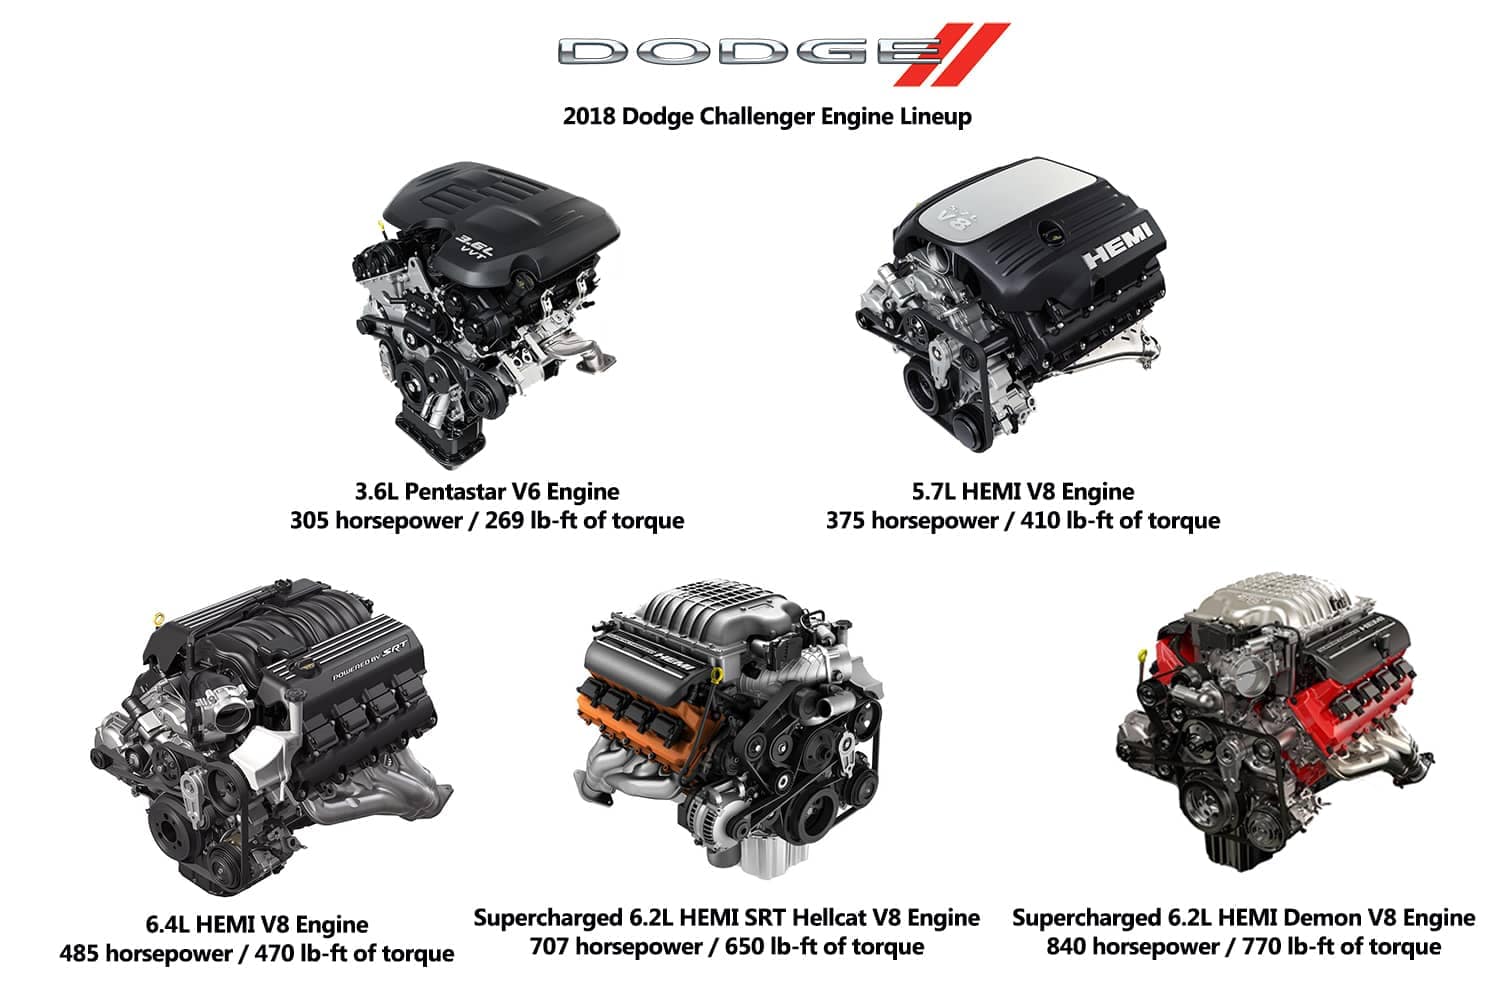 DODGE
2018 Dodge Challenger Engine Lineup
3.6L
VVT
5.7L
V8
HEMI
3.6L Pentastar V6 Engine
305 horsepower / 269 lb-ft of torque
5.7L HEMI V8 Engine
375 horsepower / 410 lb-ft of torque
POWERED BY SRT
HEMI
HEMI
6.4L HEMI V8 Engine
485 horsepower / 470 lb-ft of torque
Supercharged 6.2L HEMI SRT Hellcat V8 Engine
707 horsepower / 650 lb-ft of torque
Supercharged 6.2L HEMI Demon V8 Engine
840 horsepower / 770 lb-ft of torque